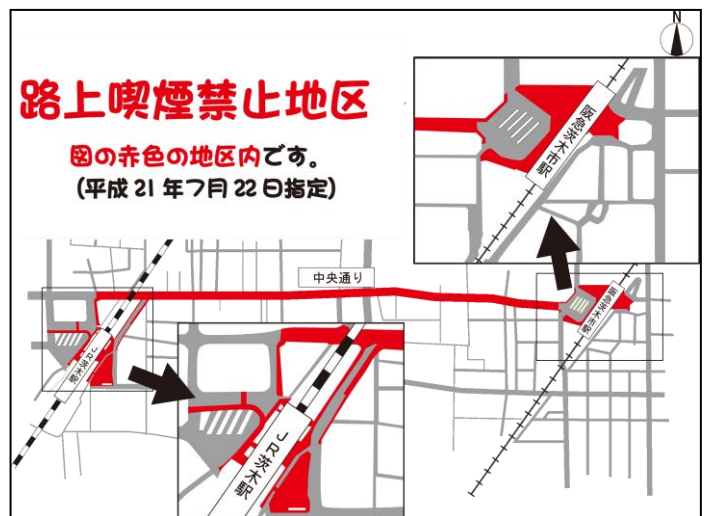 N
路上喫煙禁止地区
図の赤色の地区内です。
(平成21年7月22日指定)
阪急茨木市駅
中央通り
阪急茨木市駅
JR茨木駅
JR茨木駅